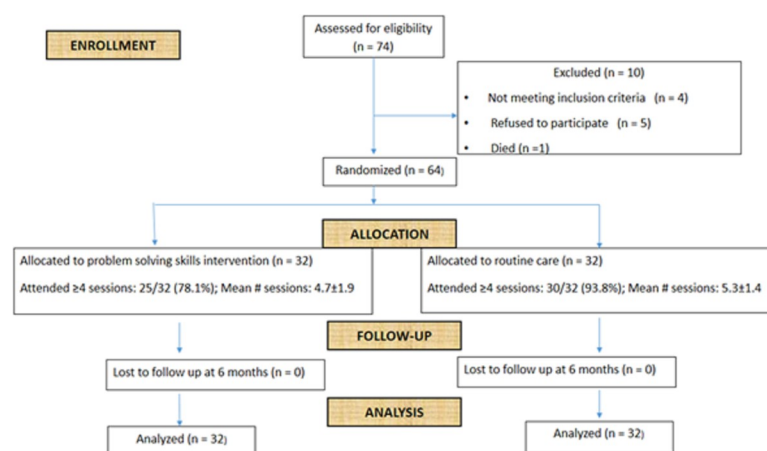 Assessed for eligibility
(n = 74)
ENROLLMENT
Excluded (n = 10)
• Not meeting inclusion criteria (n = 4)
• Refused to participate (n = 5)
• Died (n =1)
Randomized (n = 64)
ALLOCATION
Allocated to problem solving skills intervention (n = 32)
Attended ≥4 sessions: 25/32 (78.1%); Mean # sessions: 4.7±1.9
Allocated to routine care (n = 32)
Attended ≥4 sessions: 30/32 (93.8%); Mean # sessions: 5.3±1.4
FOLLOW-UP
Lost to follow up at 6 months (n = 0)
Lost to follow up at 6 months (n = 0)
ANALYSIS
Analyzed (n = 32)
Analyzed (n = 32)